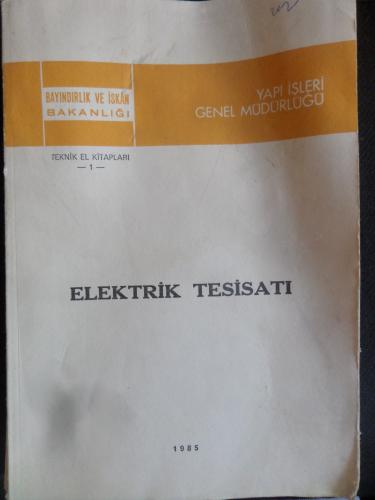 BAYINDIRLIK VE İSKÂN
BAKANLIĞI
YAPI İŞLERİ
GENEL MÜDÜRLÜĞÜ
TEKNİK EL KİTAPLARI
— 1 —
ELEKTRİK TESİSATI
1985